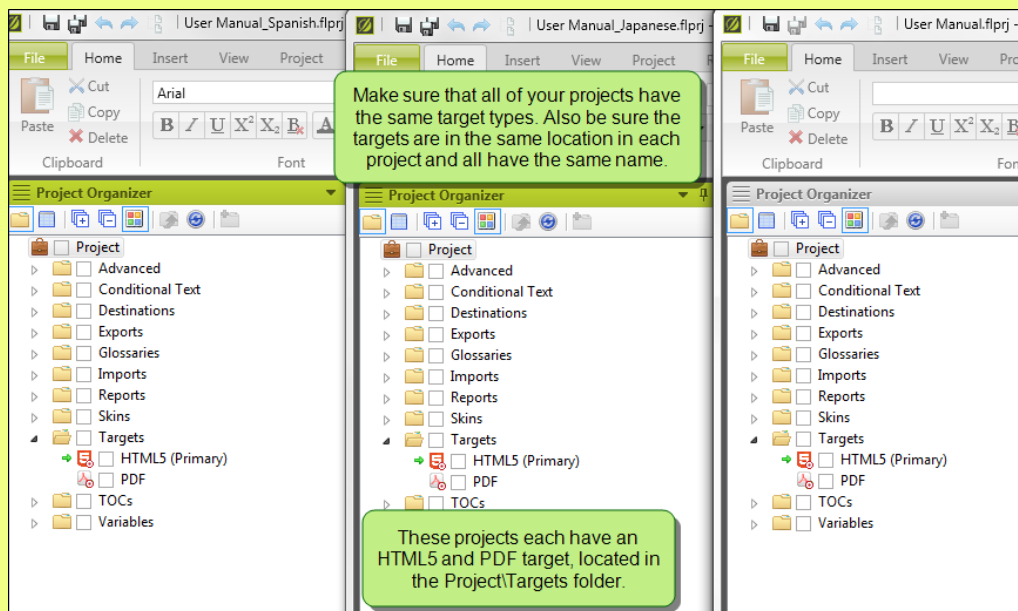 User Manual_Spanish.flprj
File Home Insert View Project
Cut
Copy
Paste
Delete
Arial
B I U X² X₂ B A
Clipboard
Font
Project Organizer
Project
Advanced
Conditional Text
Destinations
Exports
Glossaries
Imports
Reports
Skins
Targets
HTML5 (Primary)
PDF
TOCs
Variables
User Manual_Japanese.flprj -
File Home Insert View Project
Make sure that all of your projects have
the same target types. Also be sure the
targets are in the same location in each
project and all have the same name.
Project Organizer
Project
Advanced
Conditional Text
Destinations
Exports
Glossaries
Imports
Reports
Skins
Targets
HTML5 (Primary)
PDF
TOCs
These projects each have an
HTML5 and PDF target, located in
the Project\Targets folder.
User Manual.flprj -
File Home Insert View Pro
Cut
Copy
Paste
Delete
B I U X² X₂ B
Clipboard
Fon
Project Organizer
Project
Advanced
Conditional Text
Destinations
Exports
Glossaries
Imports
Reports
Skins
Targets
HTML5 (Primary)
PDF
TOCs
Variables